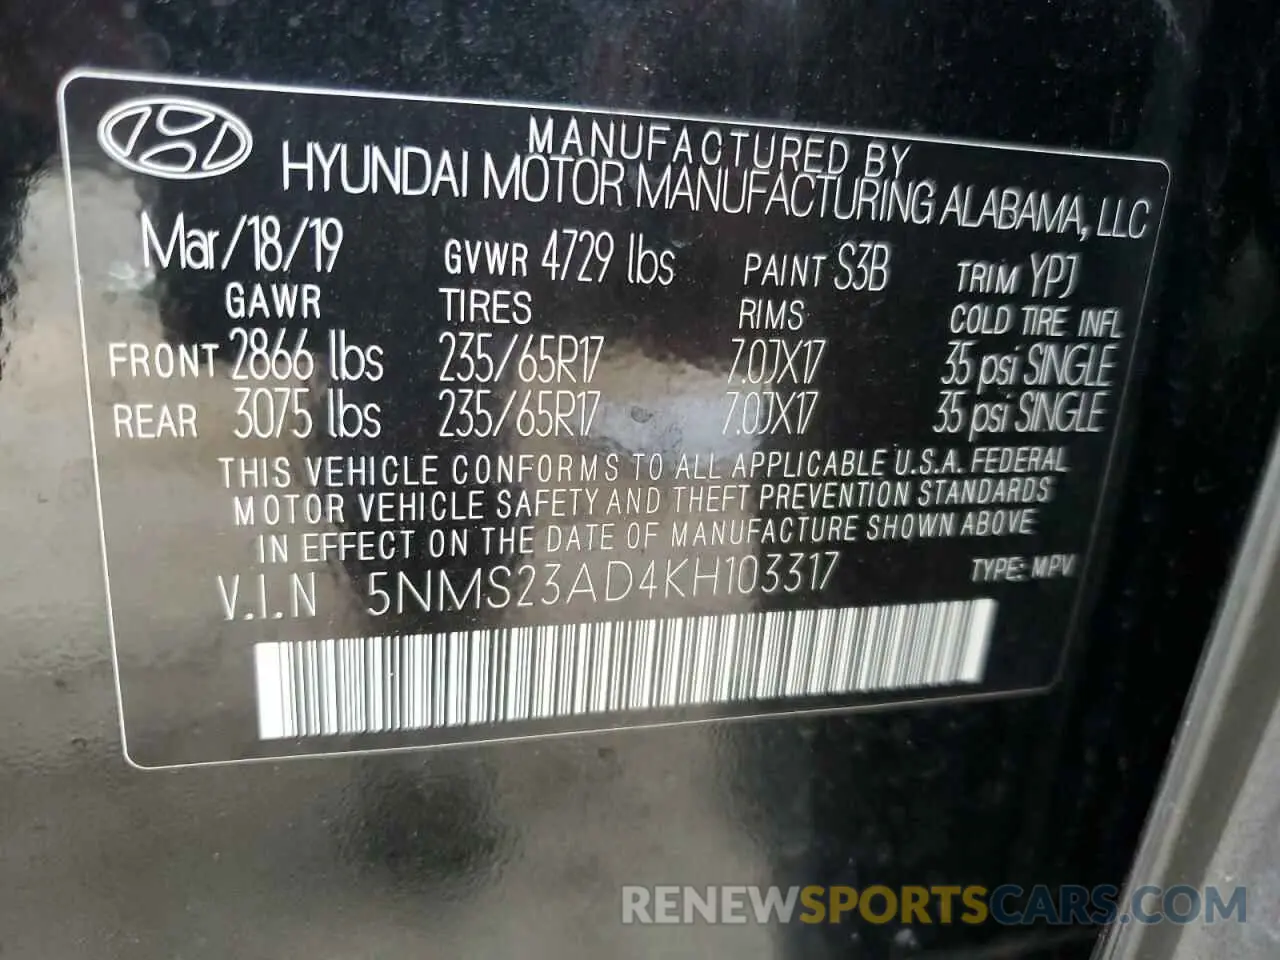 MANUFACTURED BY
HYUNDAI MOTOR MANUFACTURING ALABAMA, LLC
Mar/18/19 GVWR 4729 lbs PAINT S3B TRIM YPJ
GAWR TIRES RIMS COLD TIRE INFL
FRONT 2866 lbs 235/65R17 7.0JX17 35 psi SINGLE
REAR 3075 lbs 235/65R17 7.0JX17 35 psi SINGLE
THIS VEHICLE CONFORMS TO ALL APPLICABLE U.S.A. FEDERAL
MOTOR VEHICLE SAFETY AND THEFT PREVENTION STANDARDS
IN EFFECT ON THE DATE OF MANUFACTURE SHOWN ABOVE
V.I.N 5NMS23AD4KH103317 TYPE: MPV
RENEWSPORTSCARS.COM